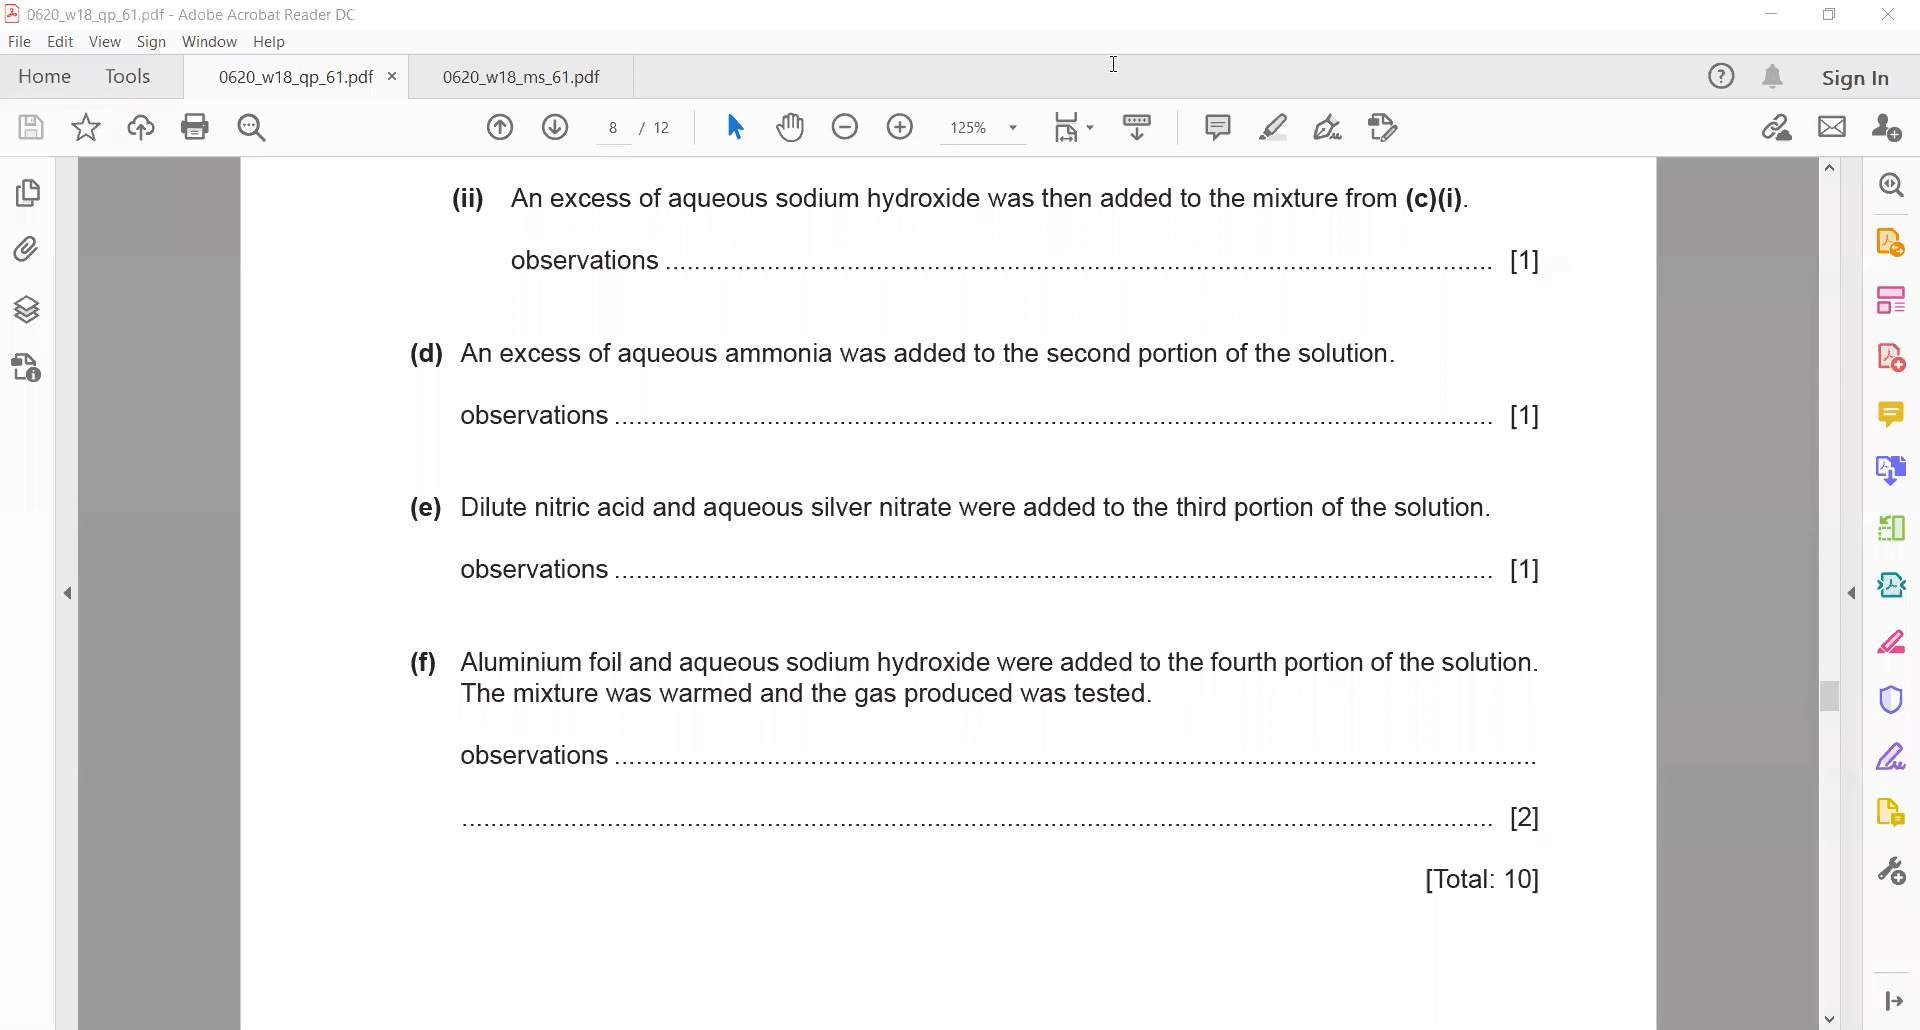 0620_w18_qp_61.pdf - Adobe Acrobat Reader DC
File Edit View Sign Window Help
Home Tools 0620_w18_qp_61.pdf × 0620_w18_ms_61.pdf Sign In
8 / 12 125%
(ii) An excess of aqueous sodium hydroxide was then added to the mixture from (c)(i).
observations .......................................................................................................... [1]
(d) An excess of aqueous ammonia was added to the second portion of the solution.
observations ................................................................................................................ [1]
(e) Dilute nitric acid and aqueous silver nitrate were added to the third portion of the solution.
observations ................................................................................................................ [1]
(f) Aluminium foil and aqueous sodium hydroxide were added to the fourth portion of the solution.
The mixture was warmed and the gas produced was tested.
observations ......................................................................................................................
.................................................................................................................................... [2]
[Total: 10]